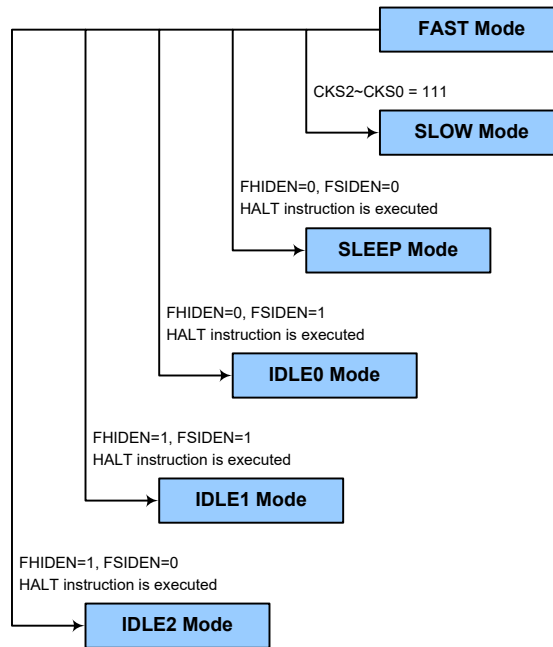 FAST Mode
CKS2~CKS0 = 111
SLOW Mode
FHIDEN=0, FSIDEN=0
HALT instruction is executed
SLEEP Mode
FHIDEN=0, FSIDEN=1
HALT instruction is executed
IDLE0 Mode
FHIDEN=1, FSIDEN=1
HALT instruction is executed
IDLE1 Mode
FHIDEN=1, FSIDEN=0
HALT instruction is executed
IDLE2 Mode